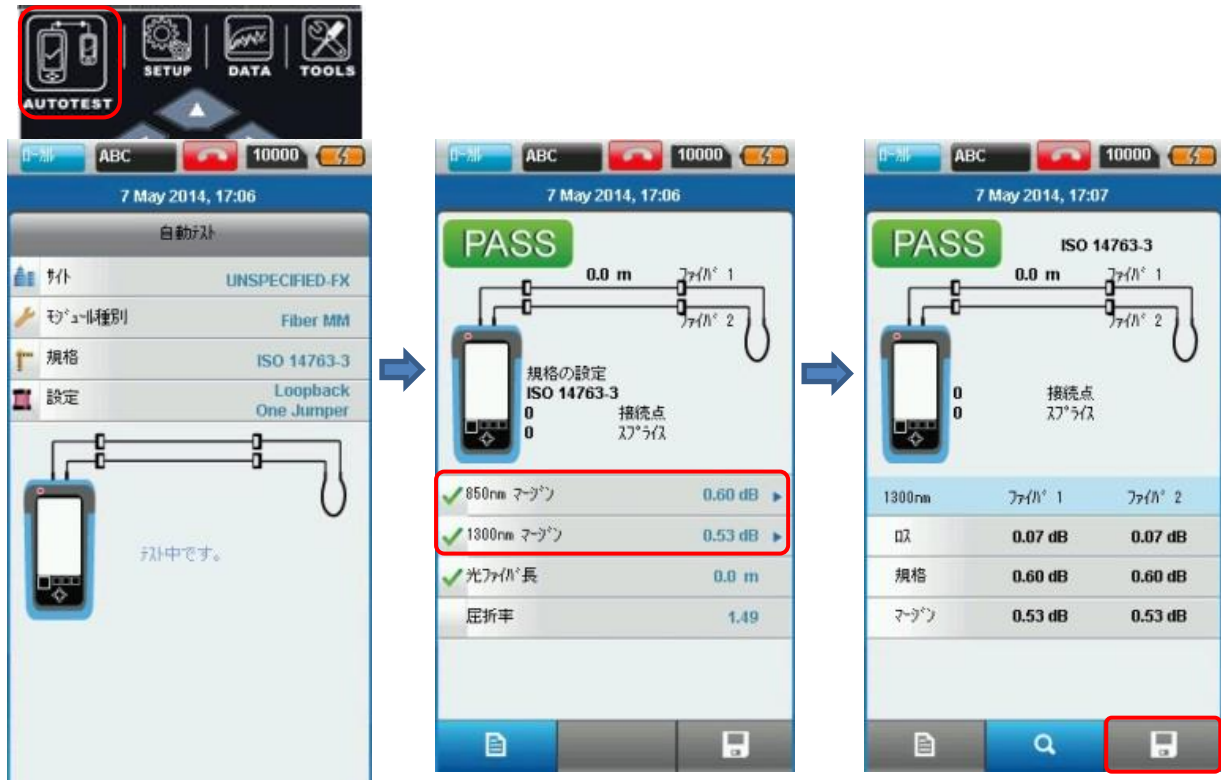 AUTOTEST
SETUP
DATA
TOOLS
ﾛｰｶﾙ ABC 10000
7 May 2014, 17:06
自動ﾃｽﾄ
ｻｲﾄ UNSPECIFIED-FX
ﾓｼﾞｭｰﾙ種別 Fiber MM
規格 ISO 14763-3
設定 Loopback
One Jumper
ﾃｽﾄ中です。
ﾛｰｶﾙ ABC 10000
7 May 2014, 17:06
PASS
0.0 m ﾌｧｲﾊﾞ 1
ﾌｧｲﾊﾞ 2
規格の設定
ISO 14763-3
0 接続点
0 ｽﾌﾟﾗｲｽ
850nm ﾏｰｼﾞﾝ 0.60 dB
1300nm ﾏｰｼﾞﾝ 0.53 dB
光ﾌｧｲﾊﾞ長 0.0 m
屈折率 1.49
ﾛｰｶﾙ ABC 10000
7 May 2014, 17:07
PASS ISO 14763-3
0.0 m ﾌｧｲﾊﾞ 1
ﾌｧｲﾊﾞ 2
0 接続点
0 ｽﾌﾟﾗｲｽ
1300nm ﾌｧｲﾊﾞ 1 ﾌｧｲﾊﾞ 2
ﾛｽ 0.07 dB 0.07 dB
規格 0.60 dB 0.60 dB
ﾏｰｼﾞﾝ 0.53 dB 0.53 dB